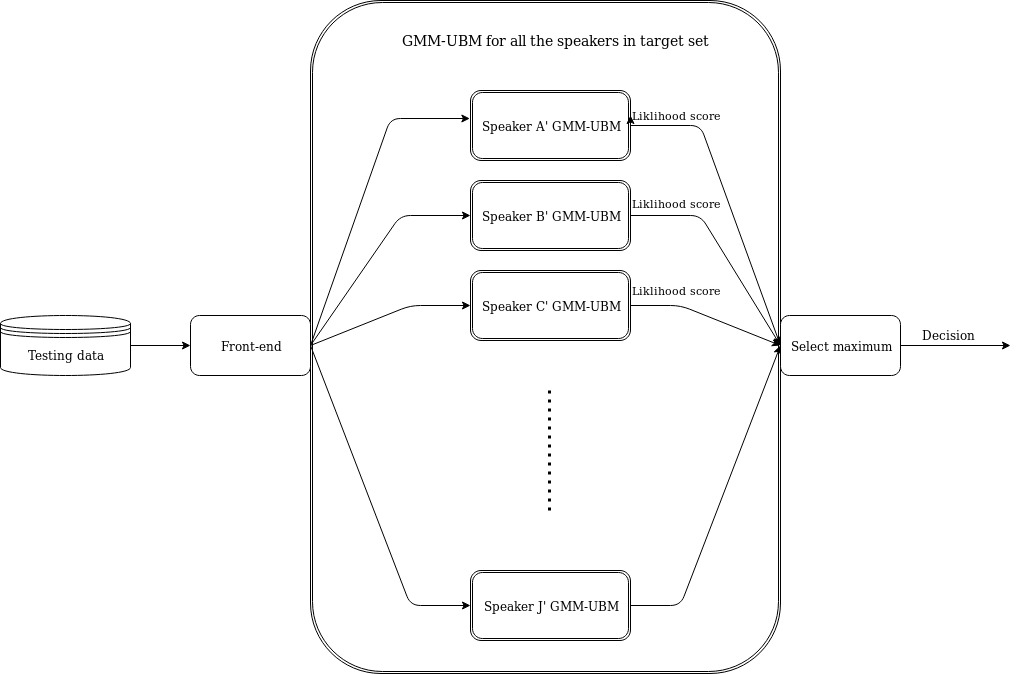 GMM-UBM for all the speakers in target set
Speaker A' GMM-UBM
Liklihood score
Speaker B' GMM-UBM
Liklihood score
Speaker C' GMM-UBM
Liklihood score
Testing data
Front-end
Select maximum
Decision
Speaker J' GMM-UBM